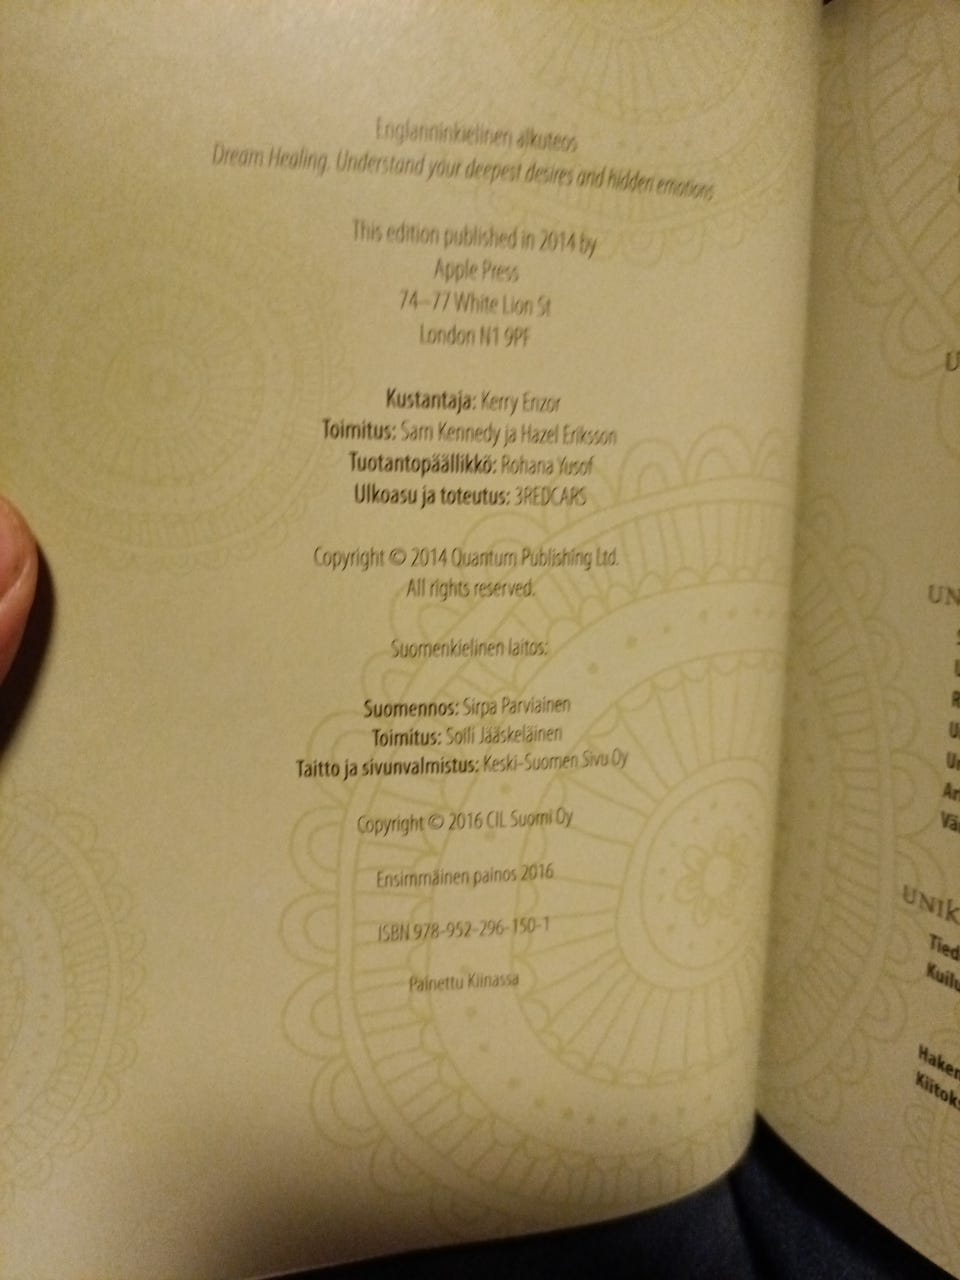 Englanninkielinen alkuteos
Dream Healing. Understand your deepest desires and hidden emotions
This edition published in 2014 by
Apple Press
74–77 White Lion St
London N1 9PF
Kustantaja: Kerry Enzor
Toimitus: Sam Kennedy ja Hazel Eriksson
Tuotantopäällikkö: Rohana Yusof
Ulkoasu ja toteutus: 3REDCARS
Copyright © 2014 Quantum Publishing Ltd.
All rights reserved.
Suomenkielinen laitos:
Suomennos: Sirpa Parviainen
Toimitus: Soili Jääskeläinen
Taitto ja sivunvalmistus: Keski-Suomen Sivu Oy
Copyright © 2016 CIL Suomi Oy
Ensimmäinen painos 2016
ISBN 978-952-296-150-1
Painettu Kiinassa